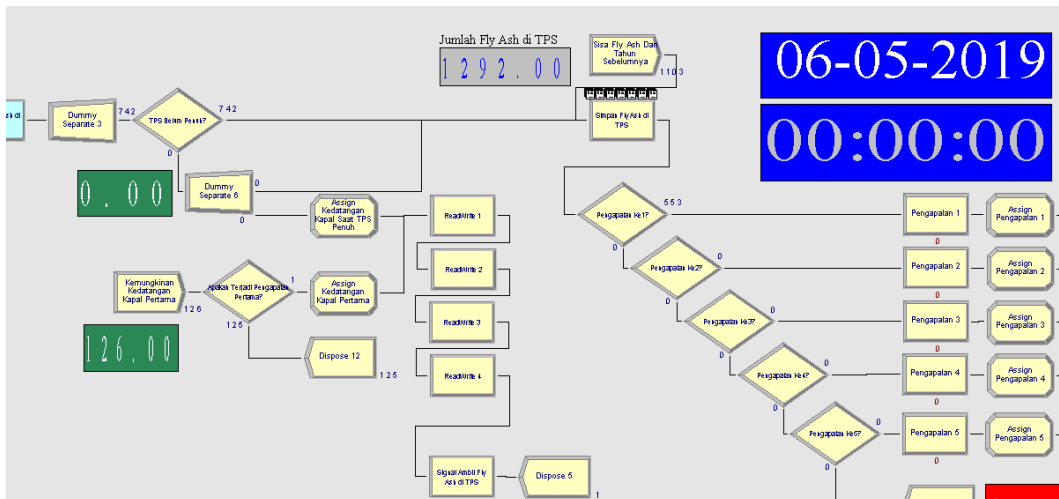 Jumlah Fly Ash di TPS
1292.00
Sisa Fly Ash Dari
Tahun
Sebelumnya
1103
06-05-2019
00:00:00
Dummy
Separate 3
742
TPS Belum Penuh?
742
0
Simpan Fly Ash di
TPS
0.00
Dummy
Separate 6
0
0
Assign
Kedatangan
Kapal Saat TPS
Penuh
ReadWrite 1
ReadWrite 2
ReadWrite 3
ReadWrite 4
Kemungkinan
Kedatangan
Kapal Pertama
126
Apakah Terjadi Pengapalan
Pertama?
1
125
Assign
Kedatangan
Kapal Pertama
126.00
Dispose 12
125
Signal Ambil Fly
Ash di TPS
Dispose 5
1
Pengapalan Ke1?
553
0
Pengapalan 1
0
Assign
Pengapalan 1
Pengapalan Ke2?
0
0
Pengapalan 2
0
Assign
Pengapalan 2
Pengapalan Ke3?
0
0
Pengapalan 3
0
Assign
Pengapalan 3
Pengapalan Ke4?
0
0
Pengapalan 4
0
Assign
Pengapalan 4
Pengapalan Ke5?
0
0
Pengapalan 5
0
Assign
Pengapalan 5